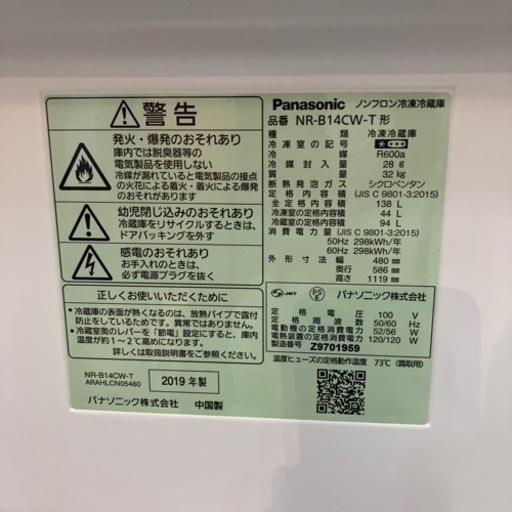 警告
発火・爆発のおそれあり
庫内では脱臭器等の
電気製品を使用しない
冷媒が漏れていると電気製品の接点
の火花による着火・着火・爆発
のおそれがあります
幼児閉じ込みのおそれあり
冷蔵庫をリサイクルするときは、
ドアパッキングを外す
感電のおそれあり
お手入れのときは、
必ず電源プラグを抜く
正しくお使いいただくために
・冷蔵庫の表面が熱くなるのは、放熱パイプで露付
防止をしているためです。異常ではありません。
・冷蔵室奥のレバーを「節電」設定にすると、庫内
温度が約1~2℃高めになります。
詳しくは取扱説明書をご参照ください。
NR-B14CW-T
ARAHLCN05460
2019年製
パナソニック株式会社 中国製
Panasonic ノンフロン冷凍冷蔵庫
品番 NR-B14CW-T 形
種類 冷凍冷蔵庫
冷凍室の記号
冷媒 R600a
冷媒封入量 28 g
質量 32 kg
断熱発泡ガス シクロペンタン
全定格内容積 (JIS C 9801-3:2015)
138 L
冷凍室の定格内容積 44 L
冷蔵室の定格内容積 94 L
消費電力量 (JIS C 9801-3:2015)
50Hz 298kWh/年
60Hz 298kWh/年
外形寸法 幅 480 mm
奥行 586 mm
高さ 1119 mm
JET PSE パナソニック株式会社
定格電圧 100 V
定格周波数 50/60 Hz
電動機の定格消費電力 52/56 W
電熱装置の定格消費電力 120/120 W
製造番号 Z9701959
温度ヒューズの定格動作温度 73℃ (霜取用)